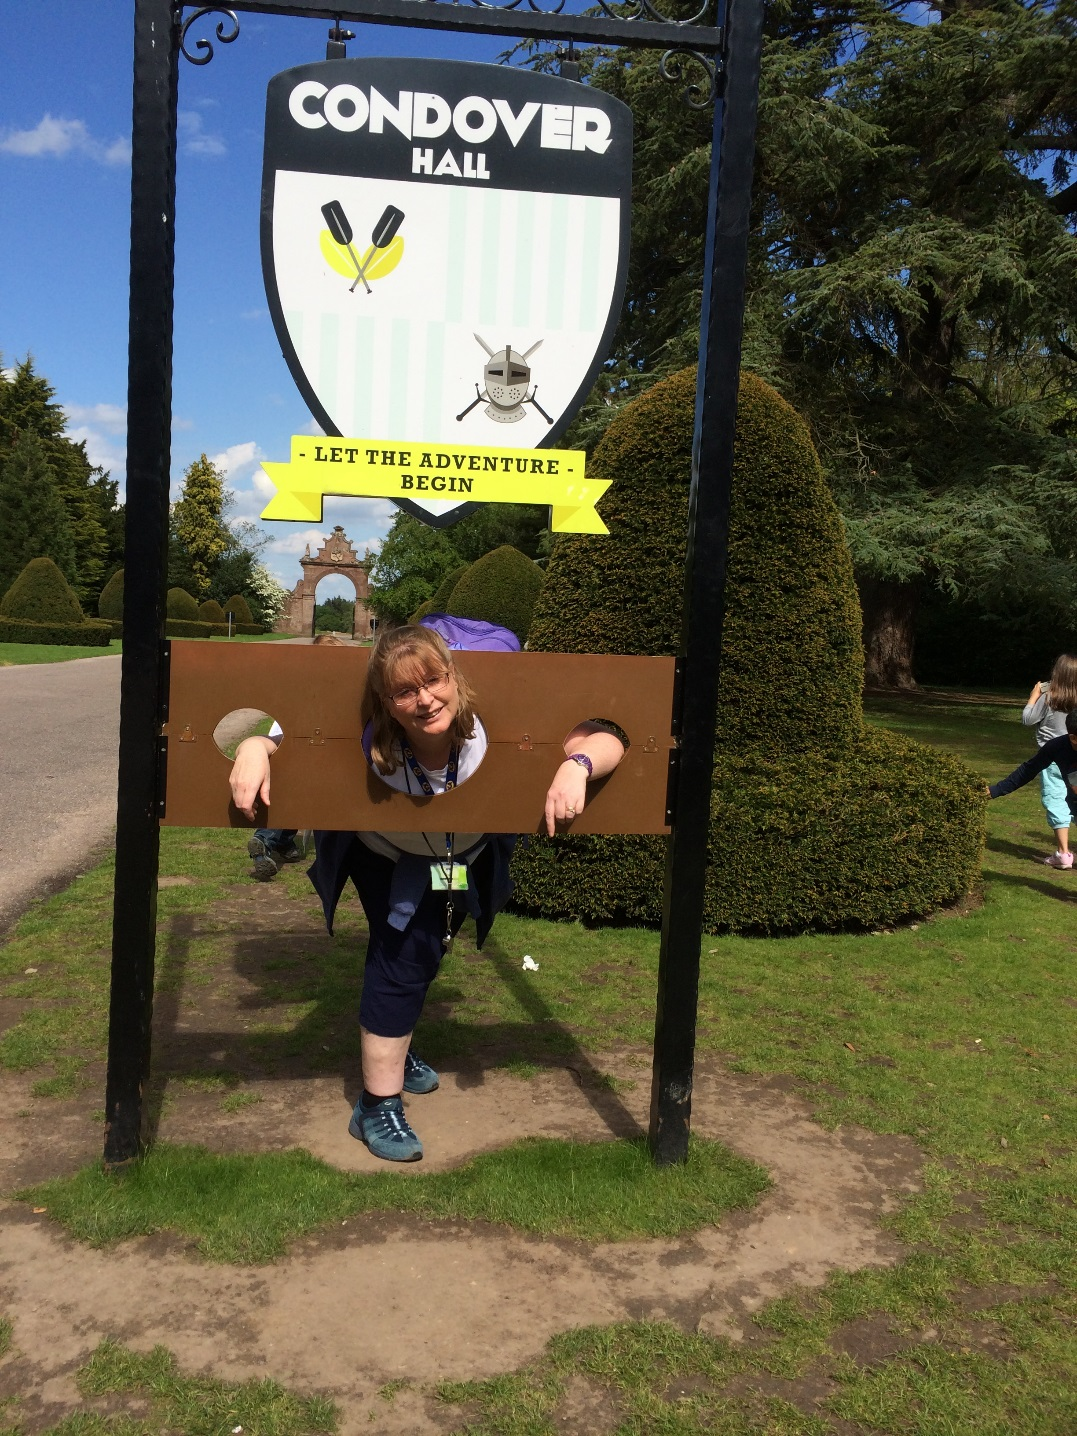 CONDOVER
HALL
- LET THE ADVENTURE -
BEGIN